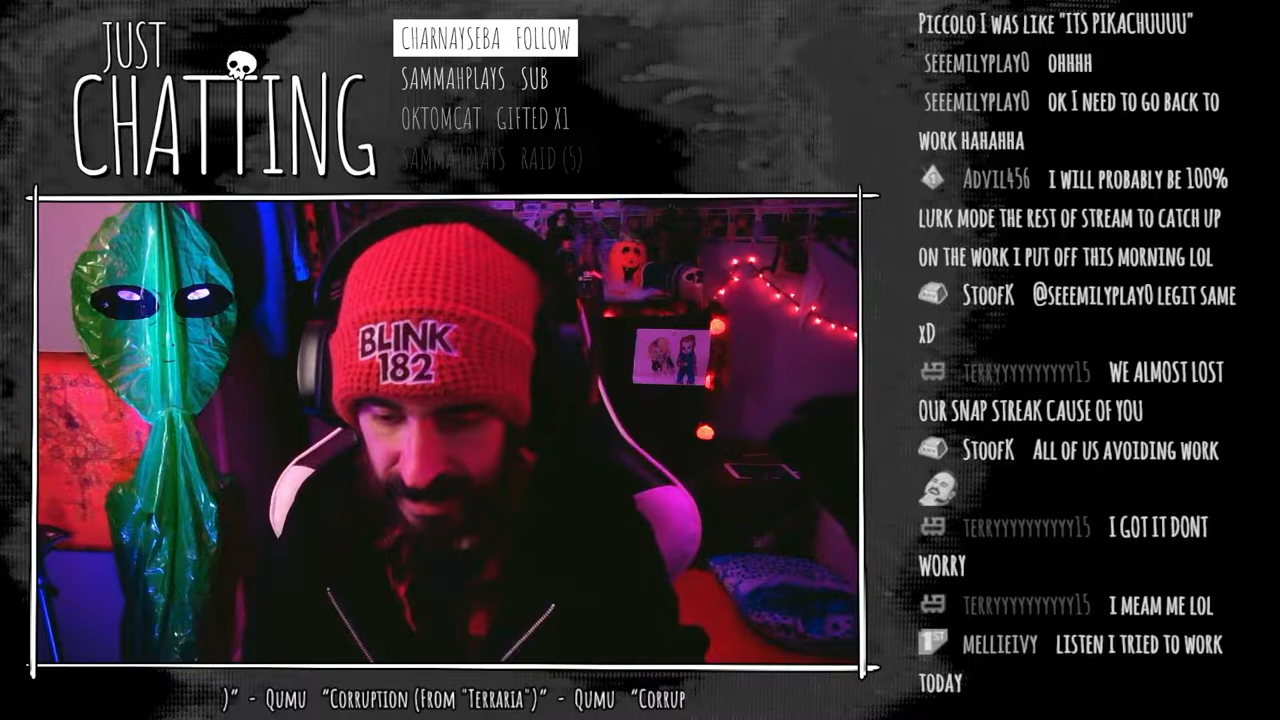 JUST
CHATTING
CHARNAYSEBA FOLLOW
SAMMAHPLAYS SUB
OKTOMCAT GIFTED X1
SAMMAHPLAYS RAID (5)
BLINK
182
)" - QUMU "CORRUPTION (FROM "TERRARIA")" - QUMU "CORRUP
PICCOLO I WAS LIKE "ITS PIKACHUUUU"
SEEEMILYPLAY0 OHHHH
SEEEMILYPLAY0 OK I NEED TO GO BACK TO
WORK HAHAHHA
ADVIL456 I WILL PROBABLY BE 100%
LURK MODE THE REST OF STREAM TO CATCH UP
ON THE WORK I PUT OFF THIS MORNING LOL
STOOFK @SEEEMILYPLAY0 LEGIT SAME
XD
TERRYYYYYYYYYY15 WE ALMOST LOST
OUR SNAP STREAK CAUSE OF YOU
STOOFK ALL OF US AVOIDING WORK
TERRYYYYYYYYYY15 I GOT IT DONT
WORRY
TERRYYYYYYYYYY15 I MEAM ME LOL
1ST MELLIEIVY LISTEN I TRIED TO WORK
TODAY